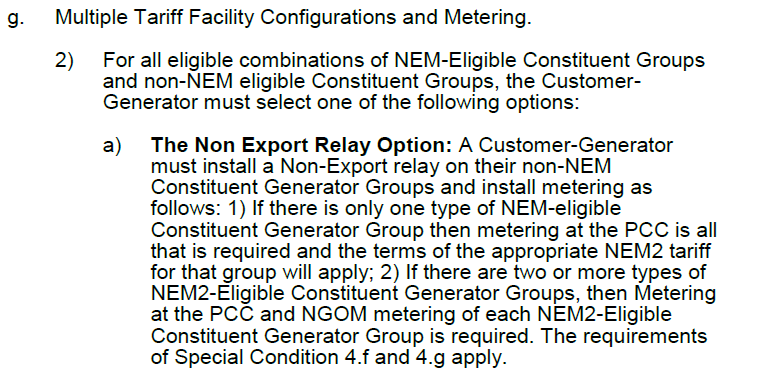 g. Multiple Tariff Facility Configurations and Metering.
2) For all eligible combinations of NEM-Eligible Constituent Groups
and non-NEM eligible Constituent Groups, the Customer-
Generator must select one of the following options:
a) The Non Export Relay Option: A Customer-Generator
must install a Non-Export relay on their non-NEM
Constituent Generator Groups and install metering as
follows: 1) If there is only one type of NEM-eligible
Constituent Generator Group then metering at the PCC is all
that is required and the terms of the appropriate NEM2 tariff
for that group will apply; 2) If there are two or more types of
NEM2-Eligible Constituent Generator Groups, then Metering
at the PCC and NGOM metering of each NEM2-Eligible
Constituent Generator Group is required. The requirements
of Special Condition 4.f and 4.g apply.